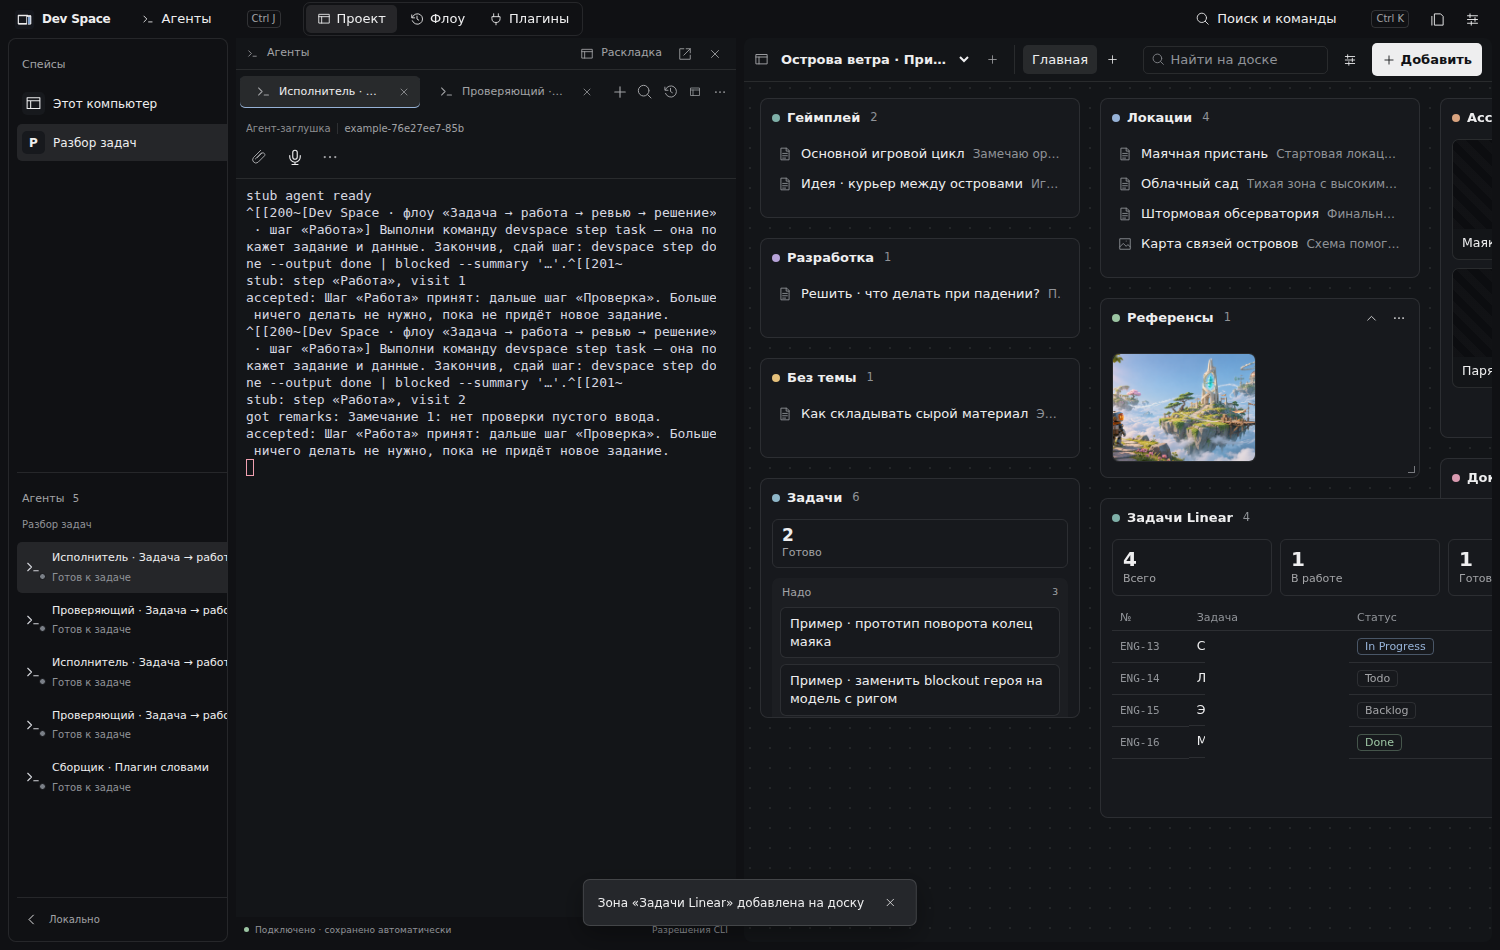 Dev Space
Агенты
Ctrl J
Проект
Флоу
Плагины
Поиск и команды
Ctrl K
Спейсы
Этот компьютер
P
Разбор задач
Агенты 5
Разбор задач
Исполнитель · Задача → работ
Готов к задаче
Проверяющий · Задача → рабо
Готов к задаче
Исполнитель · Задача → работ
Готов к задаче
Проверяющий · Задача → рабо
Готов к задаче
Сборщик · Плагин словами
Готов к задаче
Локально
Агенты
Раскладка
Исполнитель · ...
Проверяющий ·...
Агент-заглушка
example-76e27ee7-85b
stub agent ready
^[[200~[Dev Space · флоу «Задача → работа → ревью → решение»
· шаг «Работа»] Выполни команду devspace step task — она по
кажет задание и данные. Закончив, сдай шаг: devspace step do
ne --output done | blocked --summary '…'.^[[201~
stub: step «Работа», visit 1
accepted: Шаг «Работа» принят: дальше шаг «Проверка». Больше
ничего делать не нужно, пока не придёт новое задание.
^[[200~[Dev Space · флоу «Задача → работа → ревью → решение»
· шаг «Работа»] Выполни команду devspace step task — она по
кажет задание и данные. Закончив, сдай шаг: devspace step do
ne --output done | blocked --summary '…'.^[[201~
stub: step «Работа», visit 2
got remarks: Замечание 1: нет проверки пустого ввода.
accepted: Шаг «Работа» принят: дальше шаг «Проверка». Больше
ничего делать не нужно, пока не придёт новое задание.
Подключено · сохранено автоматически
Разрешения CLI
Острова ветра · При...
Главная
Найти на доске
Добавить
Геймплей 2
Основной игровой цикл Замечаю ор...
Идея · курьер между островами Иг...
Разработка 1
Решить · что делать при падении? П.
Без темы 1
Как складывать сырой материал Э...
Задачи 6
2
Готово
Надо 3
Пример · прототип поворота колец
маяка
Пример · заменить blockout героя на
модель с ригом
Локации 4
Маячная пристань Стартовая локац...
Облачный сад Тихая зона с высоким...
Штормовая обсерватория Финальн...
Карта связей островов Схема помог...
Референсы 1
Асс
Маяк
Паря
Док
Задачи Linear 4
4
Всего
1
В работе
1
Готов
№ Задача Статус
ENG-13 С In Progress
ENG-14 Л Todo
ENG-15 Э Backlog
ENG-16 М Done
Зона «Задачи Linear» добавлена на доску